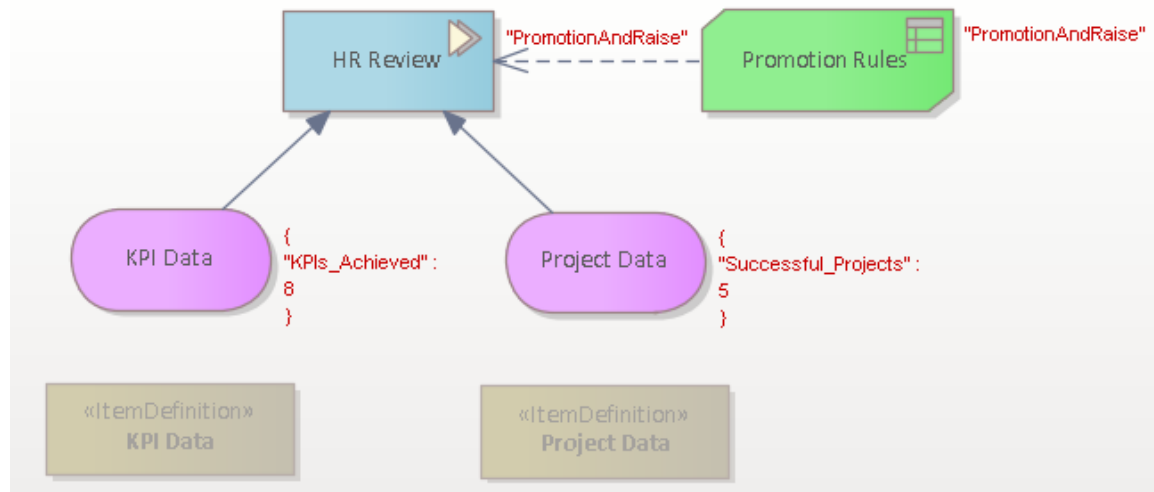 HR Review
"PromotionAndRaise"
Promotion Rules
"PromotionAndRaise"
KPI Data
{
"KPIs_Achieved" :
8
}
Project Data
{
"Successful_Projects" :
5
}
«ItemDefinition»
KPI Data
«ItemDefinition»
Project Data